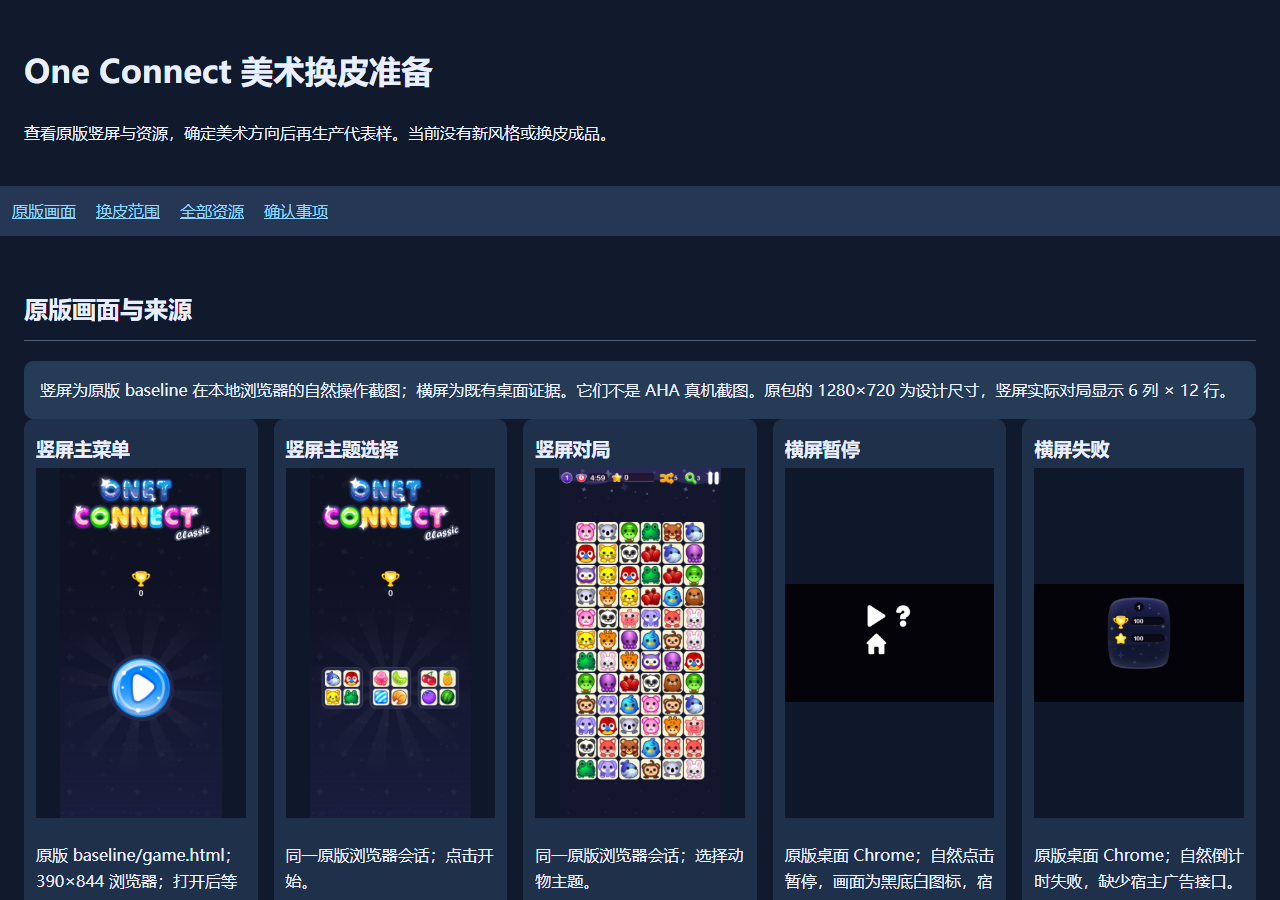 One Connect 美术换皮准备
查看原版竖屏与资源，确定美术方向后再生产代表样。当前没有新风格或换皮成品。
原版画面 换皮范围 全部资源 确认事项
原版画面与来源
竖屏为原版 baseline 在本地浏览器的自然操作截图；横屏为既有桌面证据。它们不是 AHA 真机截图。原包的 1280×720 为设计尺寸，竖屏实际对局显示 6 列 × 12 行。
竖屏主菜单
ONET
CONNECT
Classic
0
原版 baseline/game.html；
390×844 浏览器；打开后等
竖屏主题选择
ONET
CONNECT
Classic
0
同一原版浏览器会话；点击开
始。
竖屏对局
1 4:59 0 5 3
同一原版浏览器会话；选择动
物主题。
横屏暂停
?
原版桌面 Chrome；自然点击
暂停，画面为黑底白图标，宿
横屏失败
1
100
100
原版桌面 Chrome；自然倒计
时失败，缺少宿主广告接口。